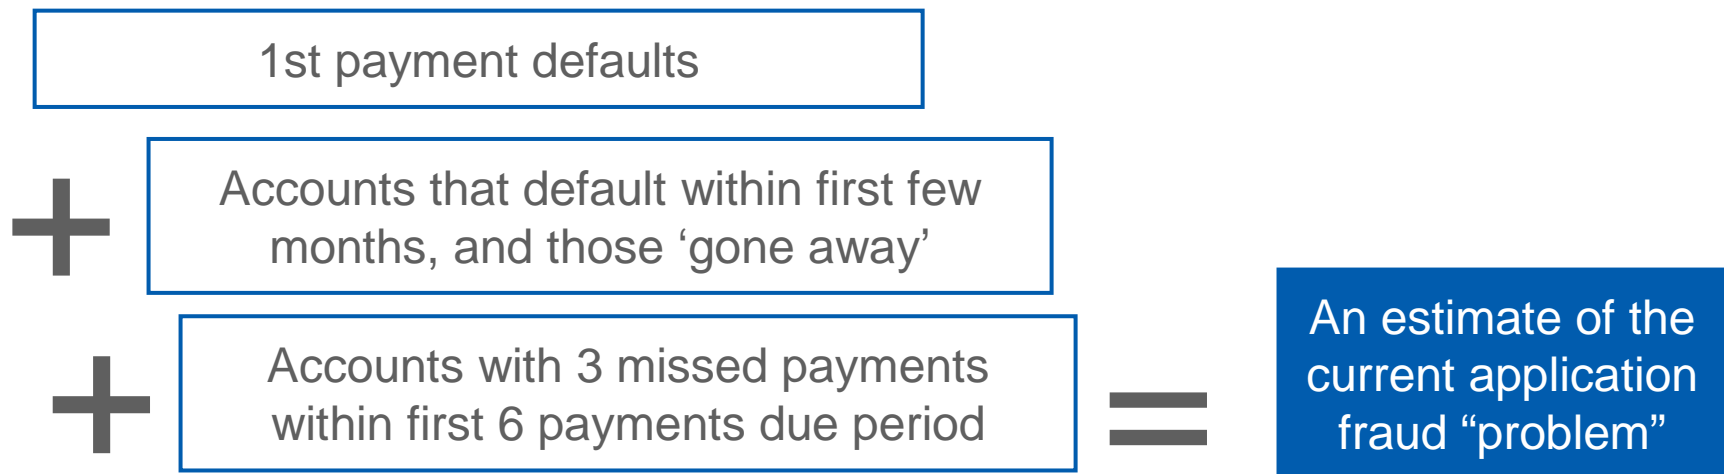 1st payment defaults
+
Accounts that default within first few
months, and those ‘gone away’
+
Accounts with 3 missed payments
within first 6 payments due period
=
An estimate of the
current application
fraud “problem”